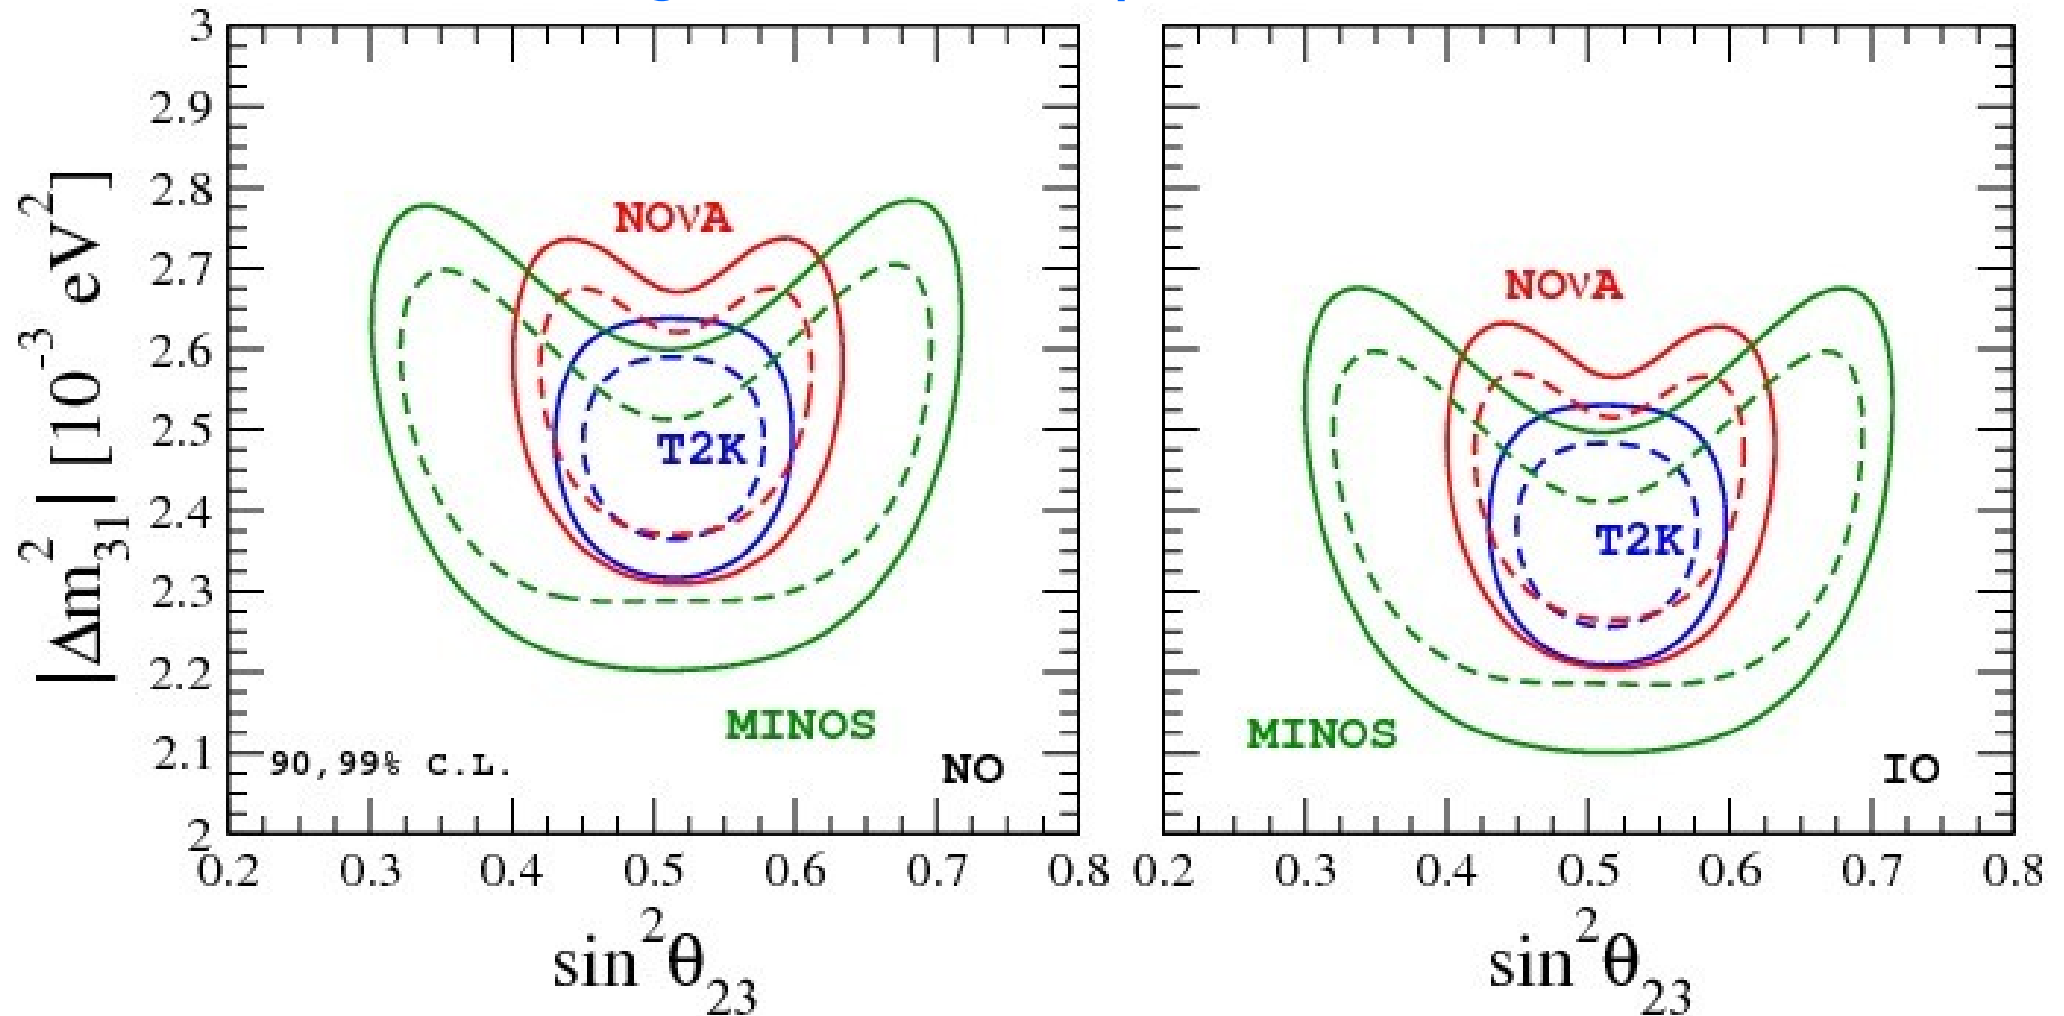 3
2.9
2.8
2.7
2.6
2.5
2.4
2.3
2.2
2.1
2
|Δm²₃₁| [10⁻³ eV²]
NOνA
T2K
MINOS
90,99% C.L.
NO
0.2 0.3 0.4 0.5 0.6 0.7 0.8
sin²θ₂₃
NOνA
T2K
MINOS
IO
0.2 0.3 0.4 0.5 0.6 0.7 0.8
sin²θ₂₃